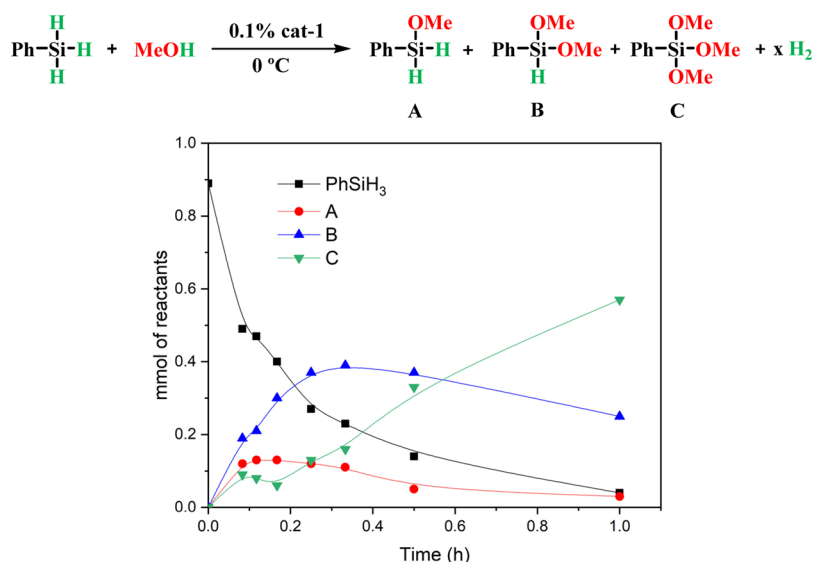 H OMe OMe OMe
Ph-Si-H + MeOH 0.1% cat-1 Ph-Si-H + Ph-Si-OMe + Ph-Si-OMe + x H₂
H 0 ºC H H OMe
A B C
1.0
0.8
0.6
0.4
0.2
0.0
mmol of reactants
PhSiH₃
A
B
C
0.0 0.2 0.4 0.6 0.8 1.0
Time (h)